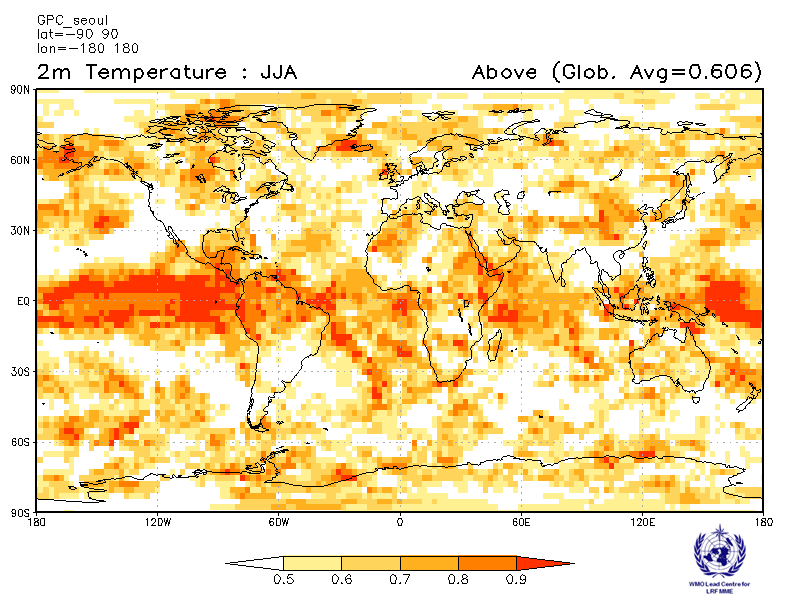 GPC_seoul
lat=−90 90
lon=−180 180
2m Temperature : JJA
Above (Glob. Avg=0.606)
90N
60N
30N
EQ
30S
60S
90S
180 120W 60W 0 60E 120E 180
0.5 0.6 0.7 0.8 0.9
WMO Lead Centre for
LRF MME